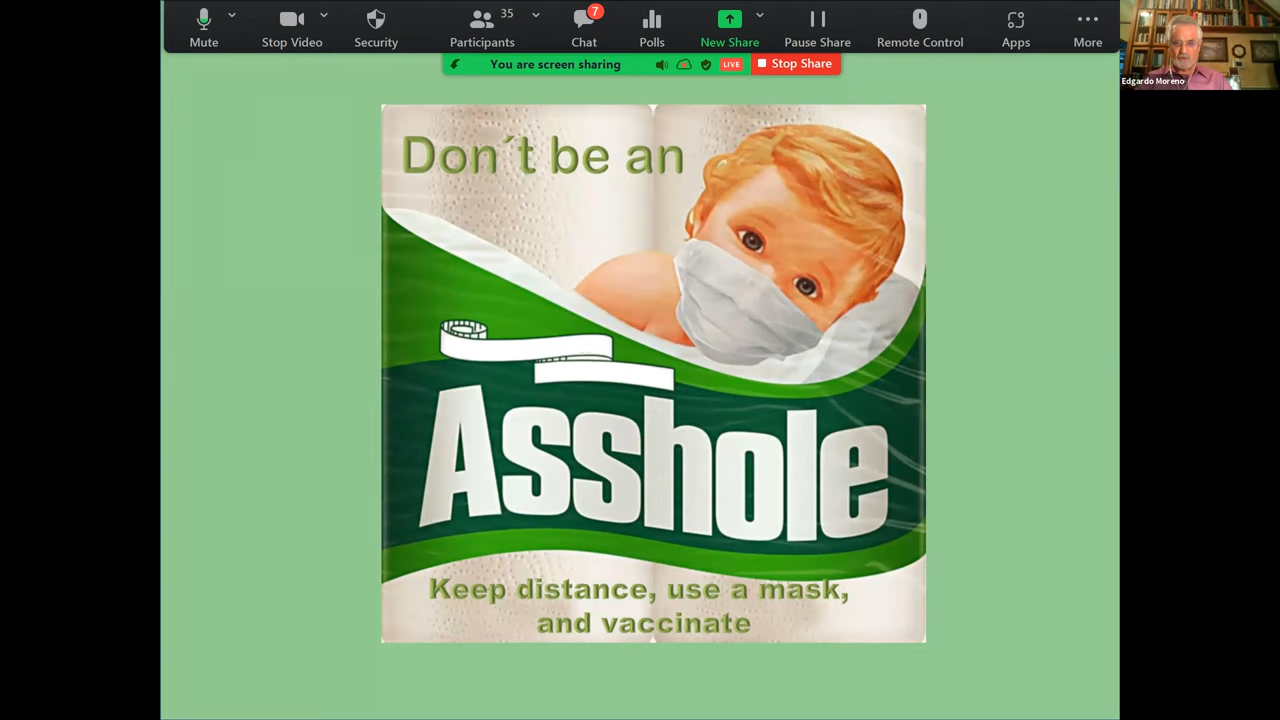 Mute
Stop Video
Security
35
Participants
7
Chat
Polls
New Share
Pause Share
Remote Control
Apps
More
You are screen sharing
LIVE
Stop Share
Edgardo Moreno
Don´t be an
Asshole
Keep distance, use a mask,
and vaccinate